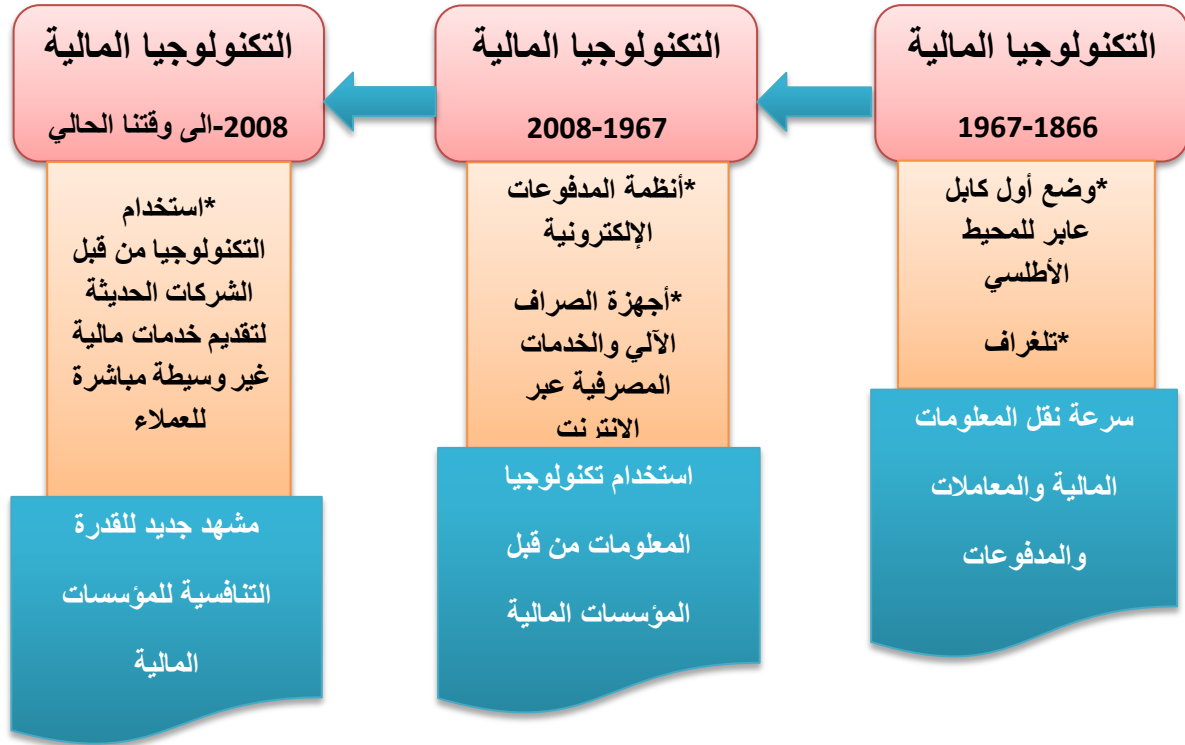 التكنولوجيا المالية
1967-1866
*وضع أول كابل
عابر للمحيط
الأطلسي
*تلغراف
سرعة نقل المعلومات
المالية والمعاملات
والمدفوعات
التكنولوجيا المالية
2008-1967
*أنظمة المدفوعات
الإلكترونية
*أجهزة الصراف
الآلي والخدمات
المصرفية عبر
الانترنت
استخدام تكنولوجيا
المعلومات من قبل
المؤسسات المالية
التكنولوجيا المالية
2008-الى وقتنا الحالي
*استخدام
التكنولوجيا من قبل
الشركات الحديثة
لتقديم خدمات مالية
غير وسيطة مباشرة
للعملاء
مشهد جديد للقدرة
التنافسية للمؤسسات
المالية